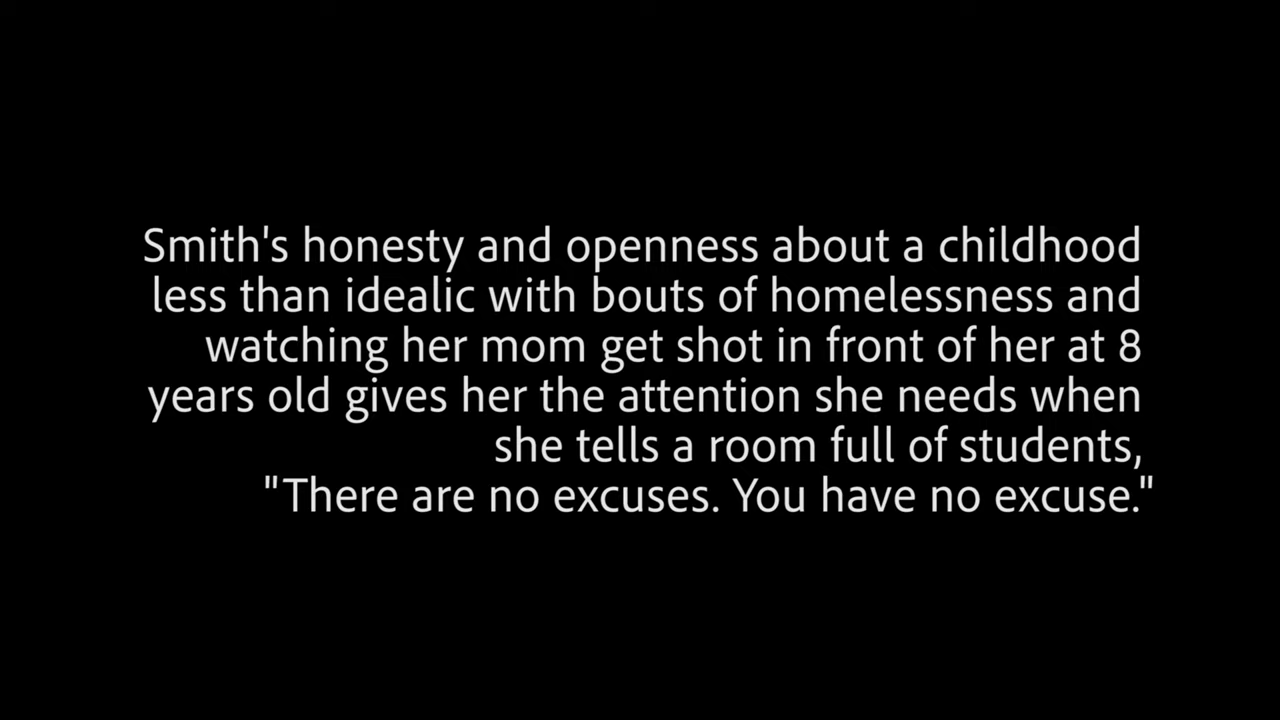 Smith's honesty and openness about a childhood
less than idealic with bouts of homelessness and
watching her mom get shot in front of her at 8
years old gives her the attention she needs when
she tells a room full of students,
"There are no excuses. You have no excuse."